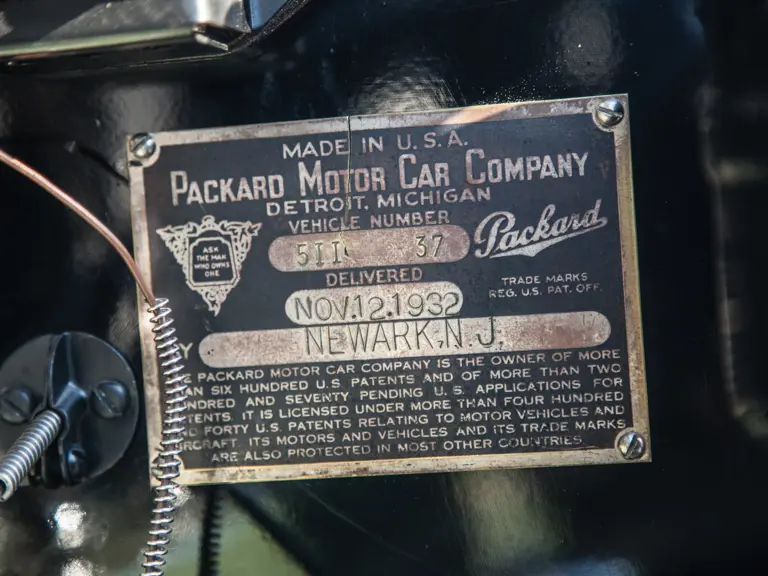 MADE IN U.S.A.
PACKARD MOTOR CAR COMPANY
DETROIT, MICHIGAN
VEHICLE NUMBER
511 37
DELIVERED
NOV.12.1932
NEWARK, N.J.
ASK
THE MAN
WHO OWNS
ONE
Packard
TRADE MARKS
REG. U.S. PAT. OFF.
PACKARD MOTOR CAR COMPANY IS THE OWNER OF MORE
SIX HUNDRED U.S. PATENTS AND OF MORE THAN TWO
AND SEVENTY PENDING U.S. APPLICATIONS FOR
IT IS LICENSED UNDER MORE THAN FOUR HUNDRED
FORTY U.S. PATENTS RELATING TO MOTOR VEHICLES AND
ITS MOTORS AND VEHICLES AND ITS TRADE MARKS
ARE ALSO PROTECTED IN MOST OTHER COUNTRIES